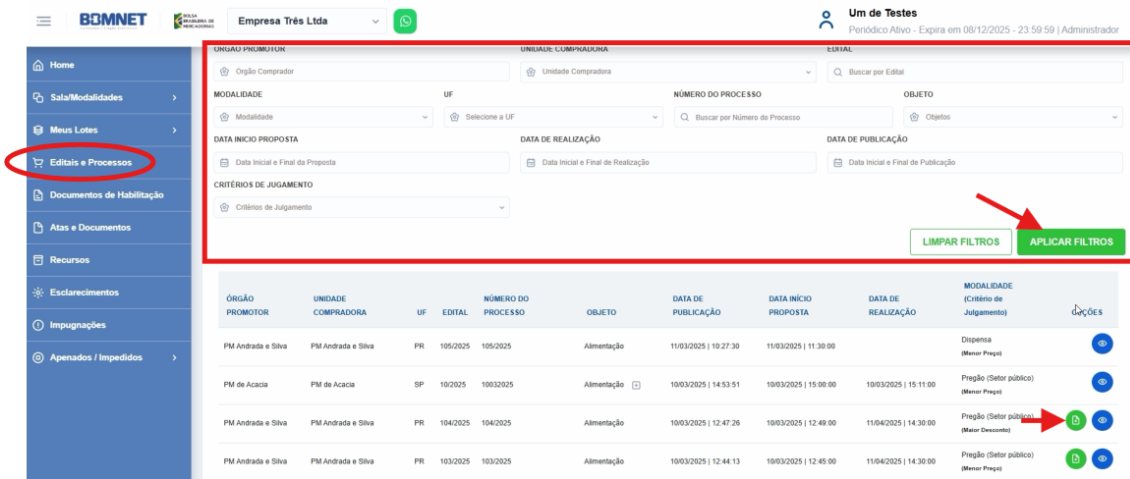 BBMNET
BOLSA
BRASILEIRA DE
MERCADORIAS
Empresa Três Ltda
Um de Testes
Periódico Ativo - Expira em 08/12/2025 - 23:59:59 | Administrador
Home
Sala/Modalidades
Meus Lotes
Editais e Processos
Documentos de Habilitação
Atas e Documentos
Recursos
Esclarecimentos
Impugnações
Apenados / Impedidos
ÓRGÃO PROMOTOR UNIDADE COMPRADORA EDITAL
Órgão Comprador Unidade Compradora Buscar por Edital
MODALIDADE UF NÚMERO DO PROCESSO OBJETO
Modalidade Selecione a UF Buscar por Número do Processo Objetos
DATA INICIO PROPOSTA DATA DE REALIZAÇÃO DATA DE PUBLICAÇÃO
Data Inicial e Final da Proposta Data Inicial e Final de Realização Data Inicial e Final de Publicação
CRITÉRIOS DE JULGAMENTO
Critérios de Julgamento
LIMPAR FILTROS APLICAR FILTROS
ÓRGÃO PROMOTOR UNIDADE COMPRADORA UF EDITAL NÚMERO DO PROCESSO OBJETO DATA DE PUBLICAÇÃO DATA INÍCIO PROPOSTA DATA DE REALIZAÇÃO MODALIDADE (Critério de Julgamento) OPÇÕES
PM Andrada e Silva PM Andrada e Silva PR 105/2025 105/2025 Alimentação 11/03/2025 | 10:27:30 11/03/2025 | 11:30:00 Dispensa (Menor Preço)
PM de Acacia PM de Acacia SP 10/2025 10032025 Alimentação 10/03/2025 | 14:53:51 10/03/2025 | 15:00:00 10/03/2025 | 15:11:00 Pregão (Setor público) (Menor Preço)
PM Andrada e Silva PM Andrada e Silva PR 104/2025 104/2025 Alimentação 10/03/2025 | 12:47:26 10/03/2025 | 12:49:00 11/04/2025 | 14:30:00 Pregão (Setor público) (Maior Desconto)
PM Andrada e Silva PM Andrada e Silva PR 103/2025 103/2025 Alimentação 10/03/2025 | 12:44:13 10/03/2025 | 12:45:00 11/04/2025 | 14:30:00 Pregão (Setor público) (Menor Preço)